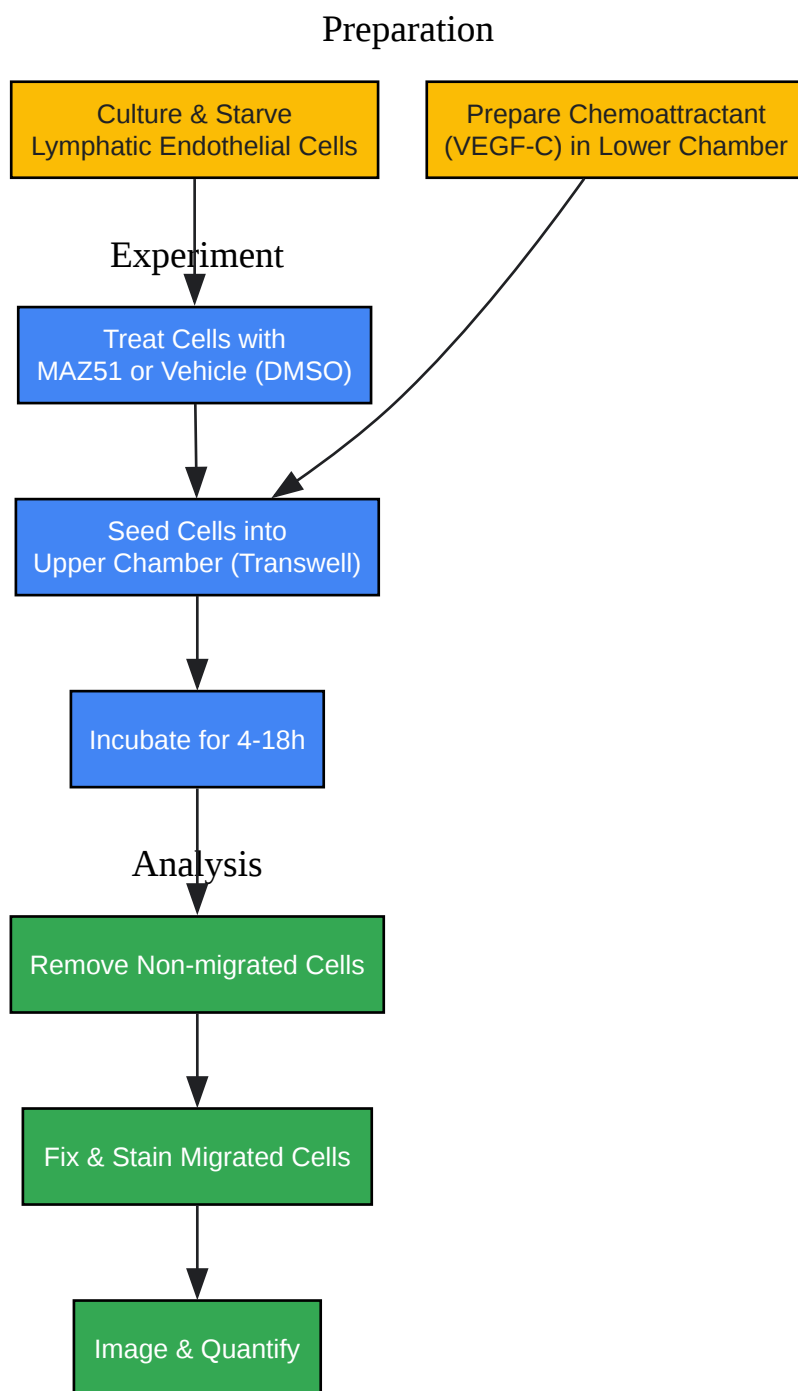 Preparation
Culture & Starve
Lymphatic Endothelial Cells
Prepare Chemoattractant
(VEGF-C) in Lower Chamber
Experiment
Treat Cells with
MAZ51 or Vehicle (DMSO)
Seed Cells into
Upper Chamber (Transwell)
Incubate for 4-18h
Analysis
Remove Non-migrated Cells
Fix & Stain Migrated Cells
Image & Quantify